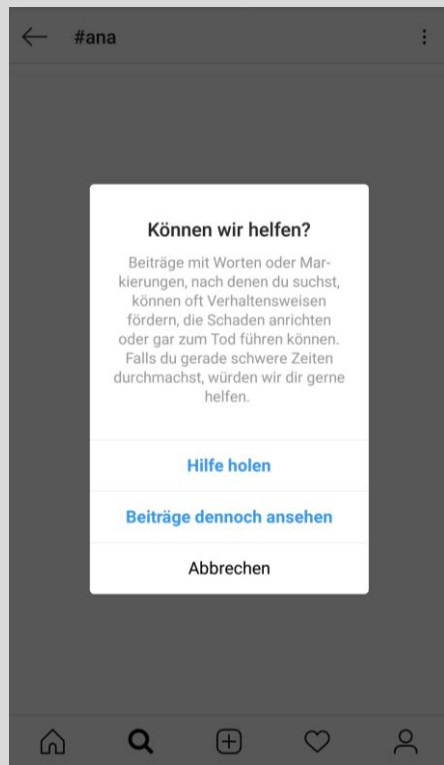 #ana
Können wir helfen?
Beiträge mit Worten oder Mar-
kierungen, nach denen du suchst,
können oft Verhaltensweisen
fördern, die Schaden anrichten
oder gar zum Tod führen können.
Falls du gerade schwere Zeiten
durchmachst, würden wir dir gerne
helfen.
Hilfe holen
Beiträge dennoch ansehen
Abbrechen